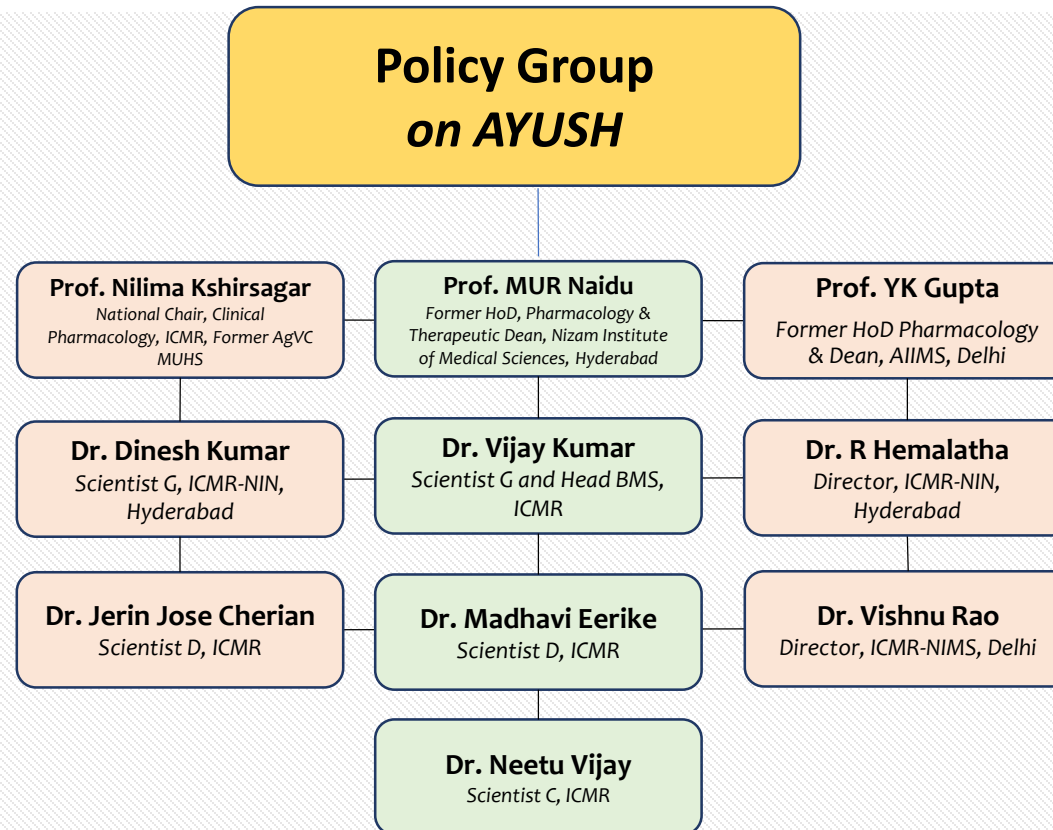 Policy Group
on AYUSH
Prof. Nilima Kshirsagar
National Chair, Clinical
Pharmacology, ICMR, Former AgVC
MUHS
Prof. MUR Naidu
Former HoD, Pharmacology &
Therapeutic Dean, Nizam Institute
of Medical Sciences, Hyderabad
Prof. YK Gupta
Former HoD Pharmacology
& Dean, AIIMS, Delhi
Dr. Dinesh Kumar
Scientist G, ICMR-NIN,
Hyderabad
Dr. Vijay Kumar
Scientist G and Head BMS,
ICMR
Dr. R Hemalatha
Director, ICMR-NIN,
Hyderabad
Dr. Jerin Jose Cherian
Scientist D, ICMR
Dr. Madhavi Eerike
Scientist D, ICMR
Dr. Vishnu Rao
Director, ICMR-NIMS, Delhi
Dr. Neetu Vijay
Scientist C, ICMR